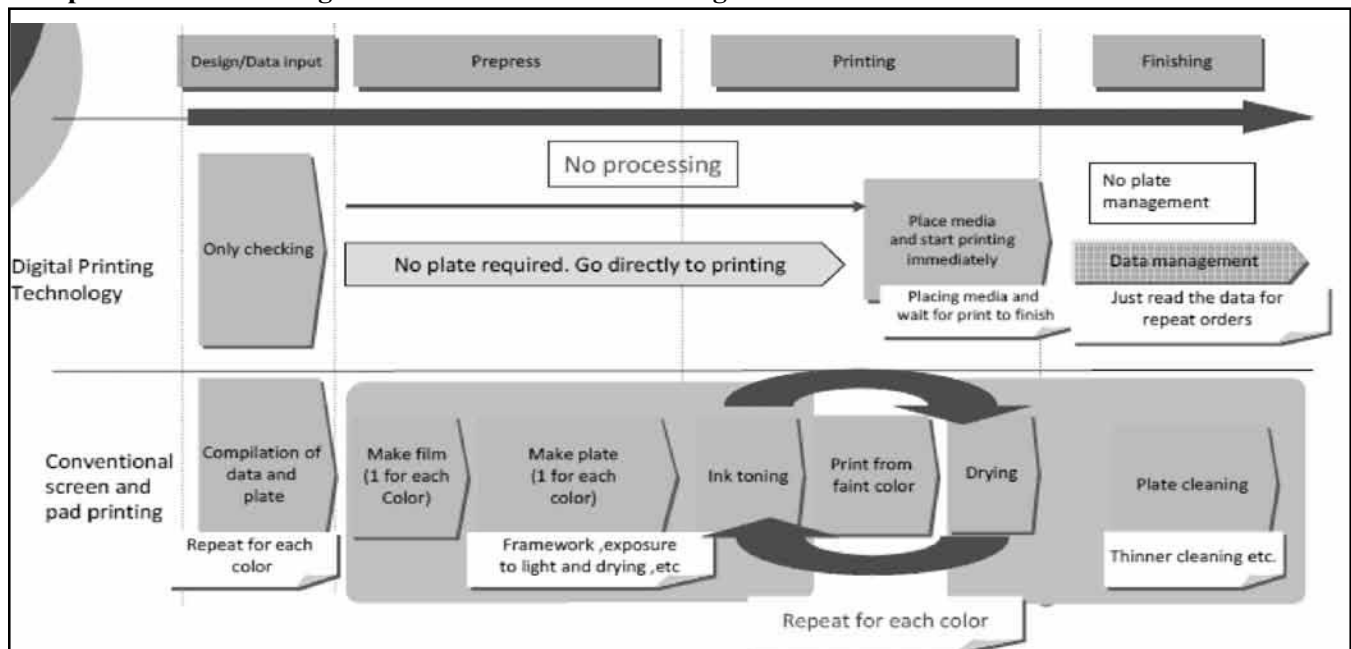 Design/Data input
Prepress
Printing
Finishing
No processing
No plate
management
Only checking
Place media
and start printing
immediately
No plate required. Go directly to printing
Data management
Digital Printing
Technology
Placing media and
wait for print to finish
Just read the data for
repeat orders
Conventional
screen and
pad printing
Compilation of
data and
plate
Make film
(1 for each
Color)
Make plate
(1 for each
color)
Ink toning
Print from
faint color
Drying
Plate cleaning
Repeat for each
color
Framework ,exposure
to light and drying ,etc
Thinner cleaning etc.
Repeat for each color